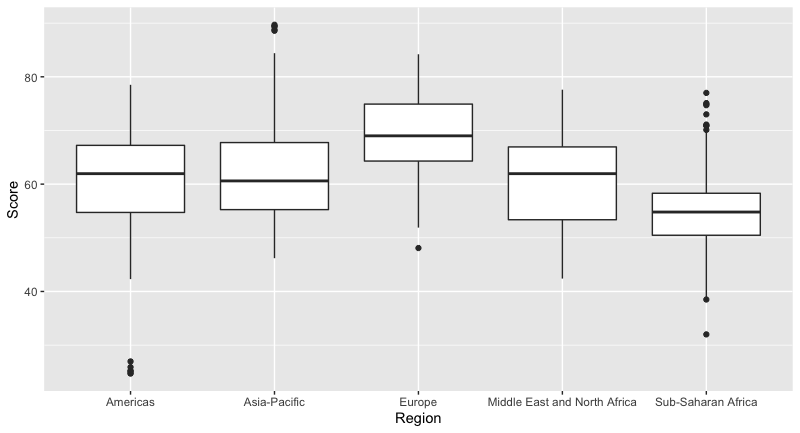 Score
80
60
40
Americas
Asia-Pacific
Europe
Middle East and North Africa
Sub-Saharan Africa
Region